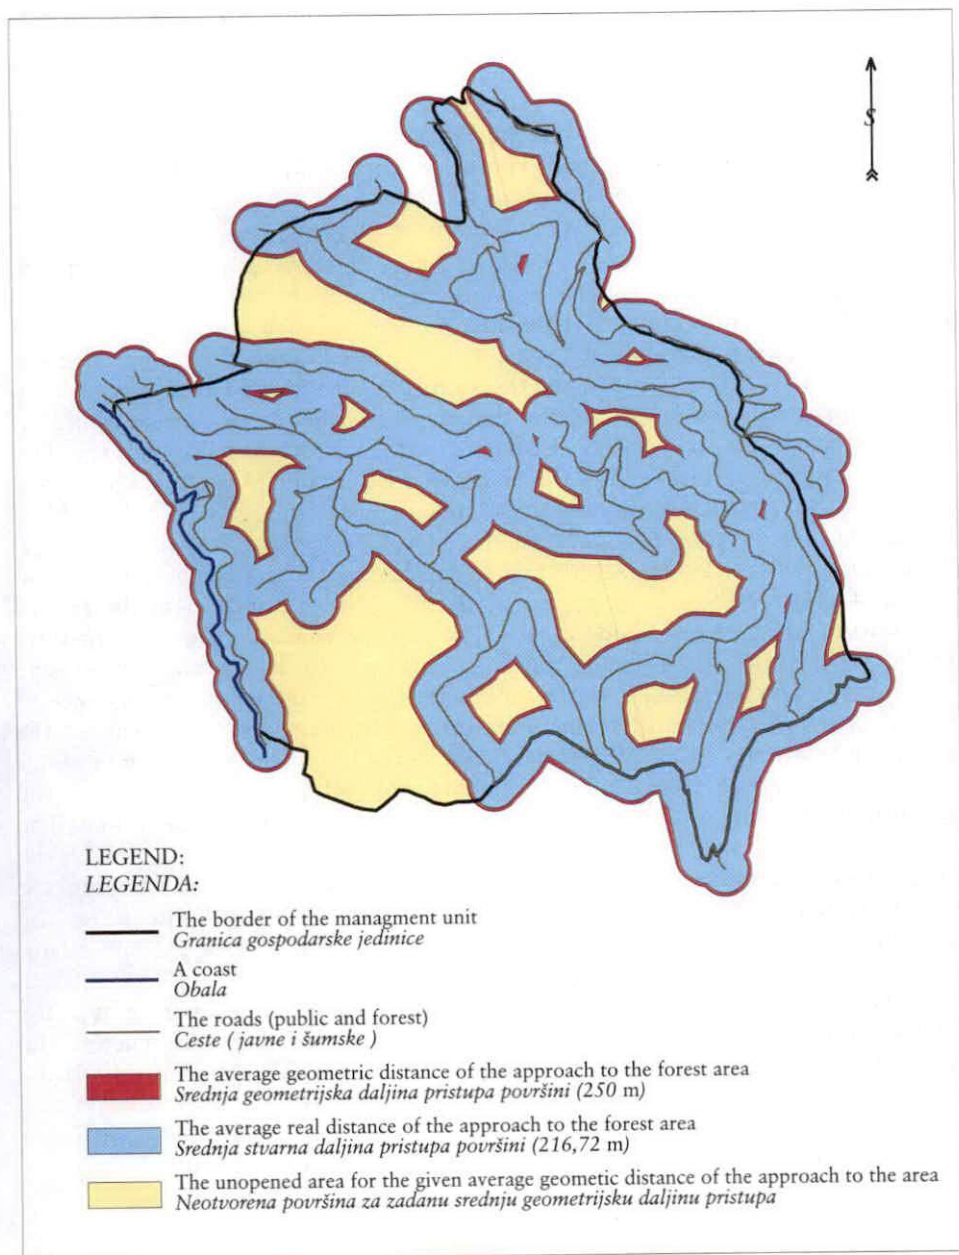 S
LEGEND:
LEGENDA:
The border of the managment unit
Granica gospodarske jedinice
A coast
Obala
The roads (public and forest)
Ceste ( javne i šumske )
The average geometric distance of the approach to the forest area
Srednja geometrijska daljina pristupa površini (250 m)
The average real distance of the approach to the forest area
Srednja stvarna daljina pristupa površini (216,72 m)
The unopened area for the given average geometic distance of the approach to the area
Neotvorena površina za zadanu srednju geometrijsku daljinu pristupa